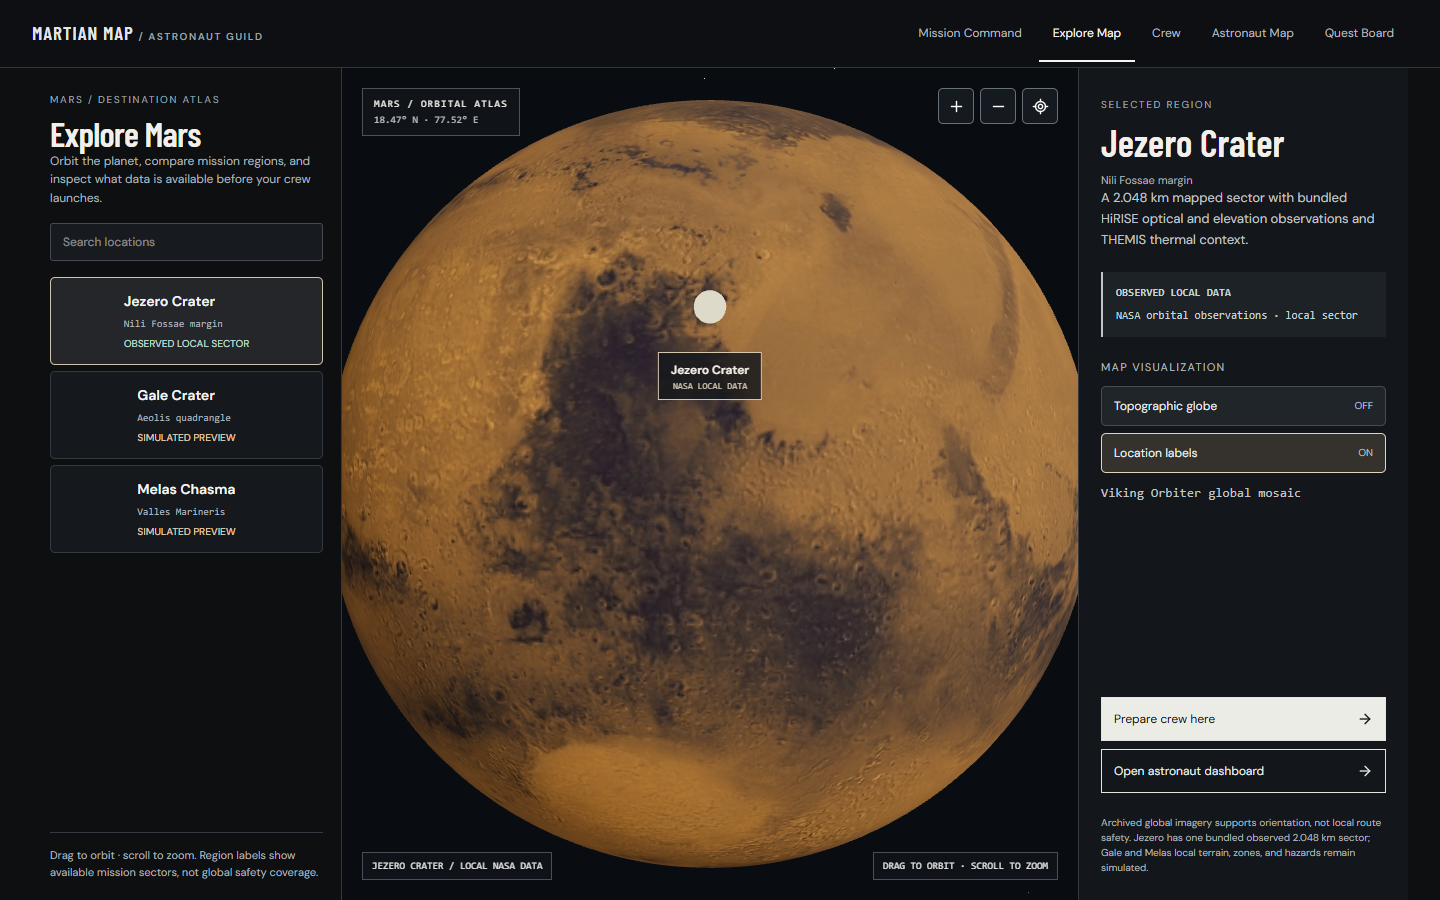 MARTIAN MAP / ASTRONAUT GUILD
Mission Command
Explore Map
Crew
Astronaut Map
Quest Board
MARS / DESTINATION ATLAS
Explore Mars
Orbit the planet, compare mission regions, and
inspect what data is available before your crew
launches.
Search locations
Jezero Crater
Nili Fossae margin
OBSERVED LOCAL SECTOR
Gale Crater
Aeolis quadrangle
SIMULATED PREVIEW
Melas Chasma
Valles Marineris
SIMULATED PREVIEW
Drag to orbit · scroll to zoom. Region labels show
available mission sectors, not global safety coverage.
MARS / ORBITAL ATLAS
18.47° N · 77.52° E
Jezero Crater
NASA LOCAL DATA
JEZERO CRATER / LOCAL NASA DATA
DRAG TO ORBIT · SCROLL TO ZOOM
SELECTED REGION
Jezero Crater
Nili Fossae margin
A 2.048 km mapped sector with bundled
HiRISE optical and elevation observations and
THEMIS thermal context.
OBSERVED LOCAL DATA
NASA orbital observations · local sector
MAP VISUALIZATION
Topographic globe OFF
Location labels ON
Viking Orbiter global mosaic
Prepare crew here
Open astronaut dashboard
Archived global imagery supports orientation, not local route
safety. Jezero has one bundled observed 2.048 km sector;
Gale and Melas local terrain, zones, and hazards remain
simulated.